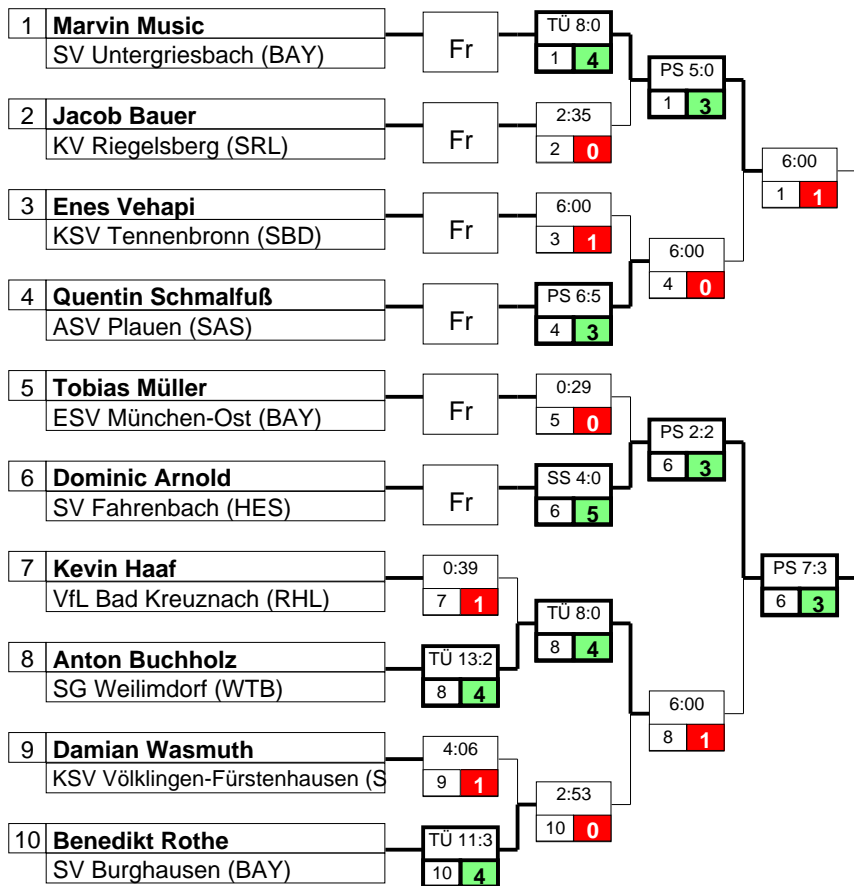 1 Marvin Music
SV Untergriesbach (BAY)
Fr
TÜ 8:0
1 4
PS 5:0
1 3
2 Jacob Bauer
KV Riegelsberg (SRL)
Fr
2:35
2 0
6:00
1 1
3 Enes Vehapi
KSV Tennenbronn (SBD)
Fr
6:00
3 1
6:00
4 0
4 Quentin Schmalfuß
ASV Plauen (SAS)
Fr
PS 6:5
4 3
5 Tobias Müller
ESV München-Ost (BAY)
Fr
0:29
5 0
PS 2:2
6 3
6 Dominic Arnold
SV Fahrenbach (HES)
Fr
SS 4:0
6 5
7 Kevin Haaf
VfL Bad Kreuznach (RHL)
0:39
7 1
PS 7:3
6 3
TÜ 8:0
8 4
8 Anton Buchholz
SG Weilimdorf (WTB)
TÜ 13:2
8 4
6:00
8 1
9 Damian Wasmuth
KSV Völklingen-Fürstenhausen (S
4:06
9 1
2:53
10 0
10 Benedikt Rothe
SV Burghausen (BAY)
TÜ 11:3
10 4